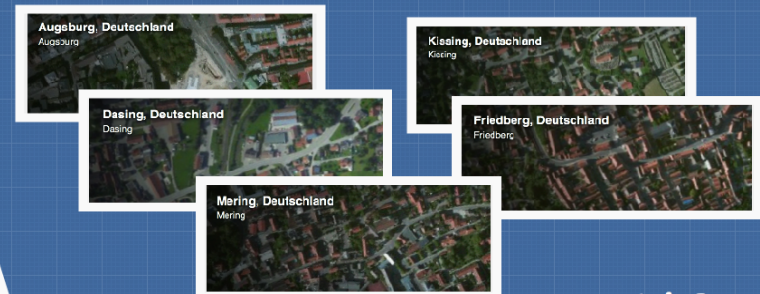 Augsburg, Deutschland
Augsburg
Dasing, Deutschland
Dasing
Mering, Deutschland
Mering
Kissing, Deutschland
Kissing
Friedberg, Deutschland
Friedberg